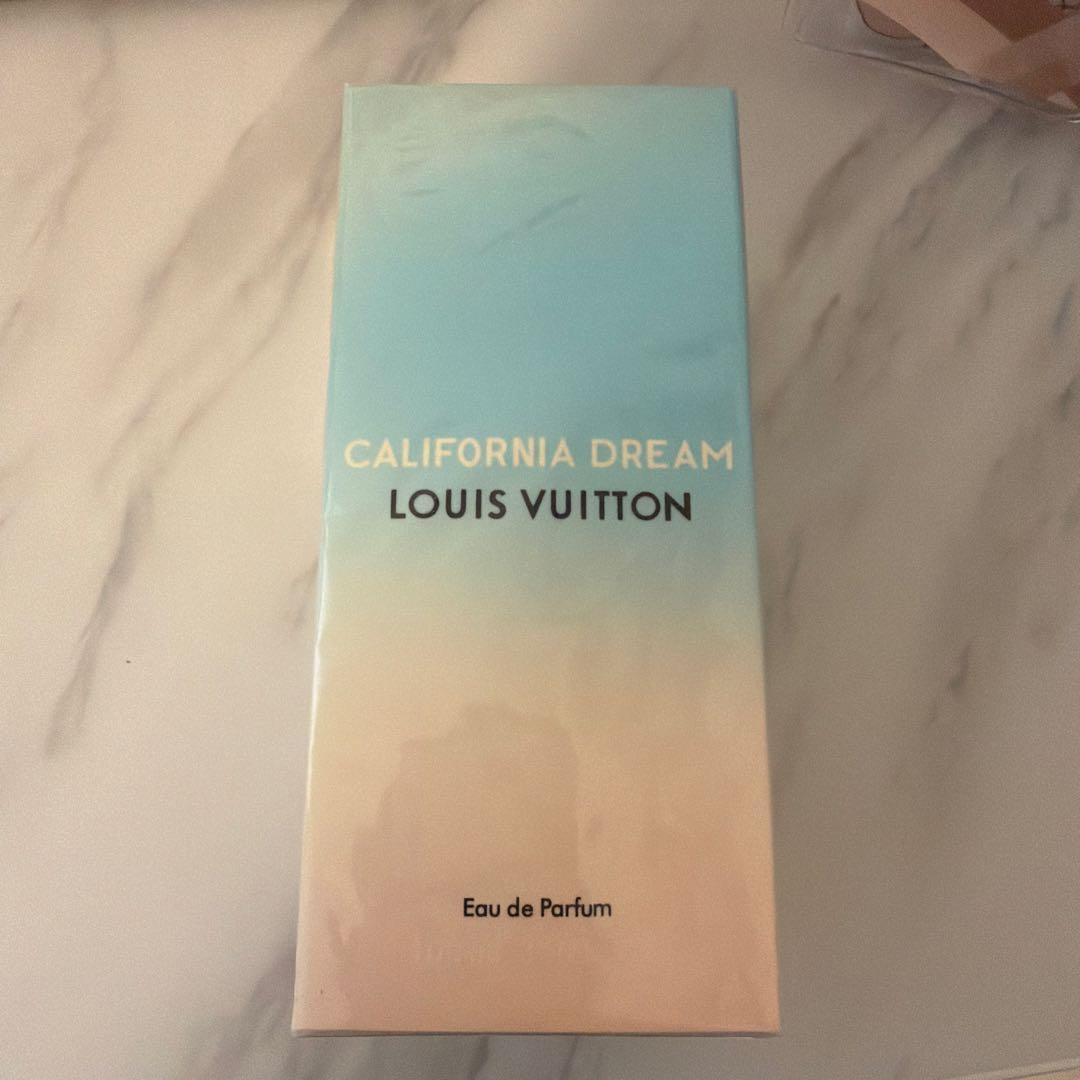 CALIFORNIA DREAM
LOUIS VUITTON
Eau de Parfum